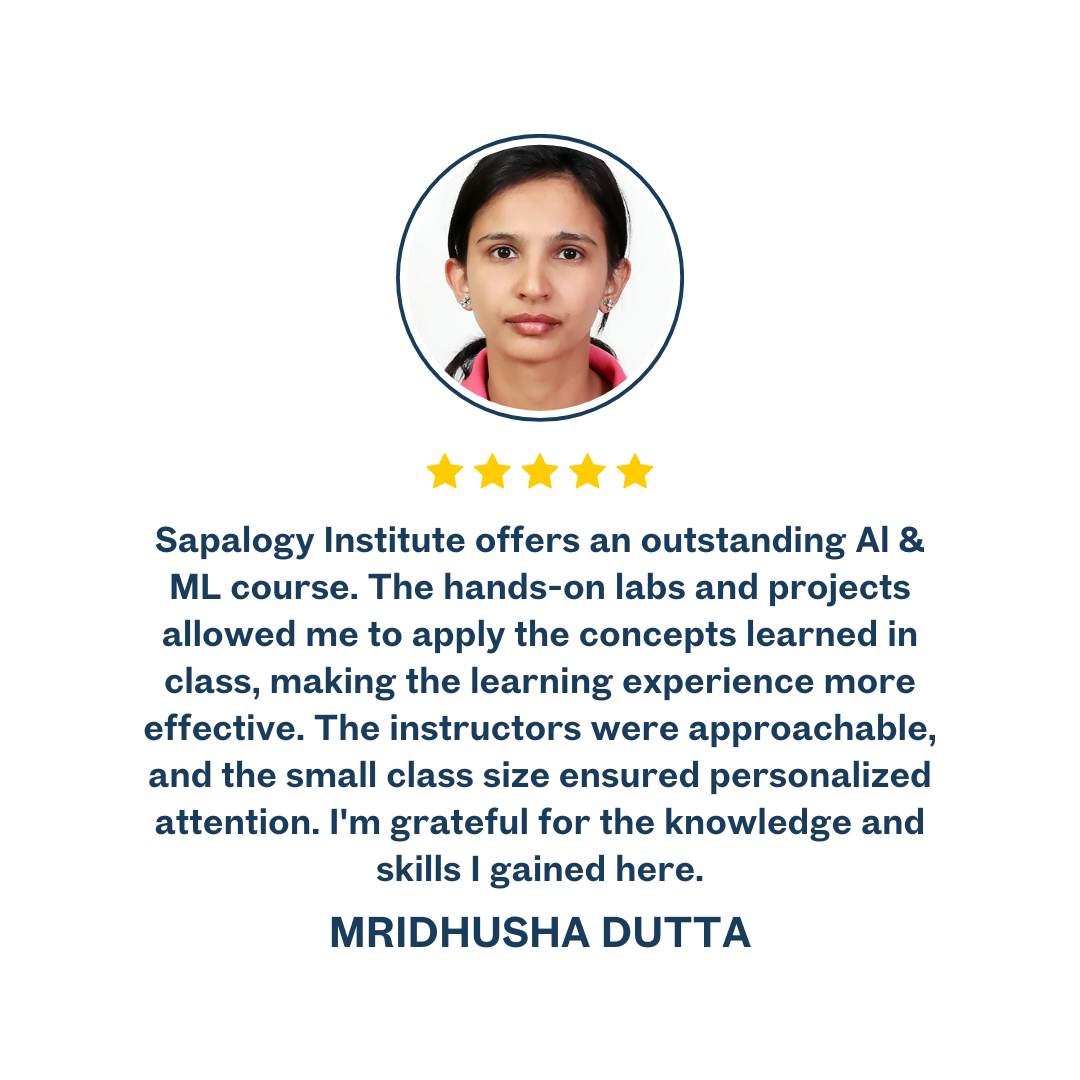 Sapalogy Institute offers an outstanding AI &
ML course. The hands-on labs and projects
allowed me to apply the concepts learned in
class, making the learning experience more
effective. The instructors were approachable,
and the small class size ensured personalized
attention. I'm grateful for the knowledge and
skills I gained here.
MRIDHUSHA DUTTA